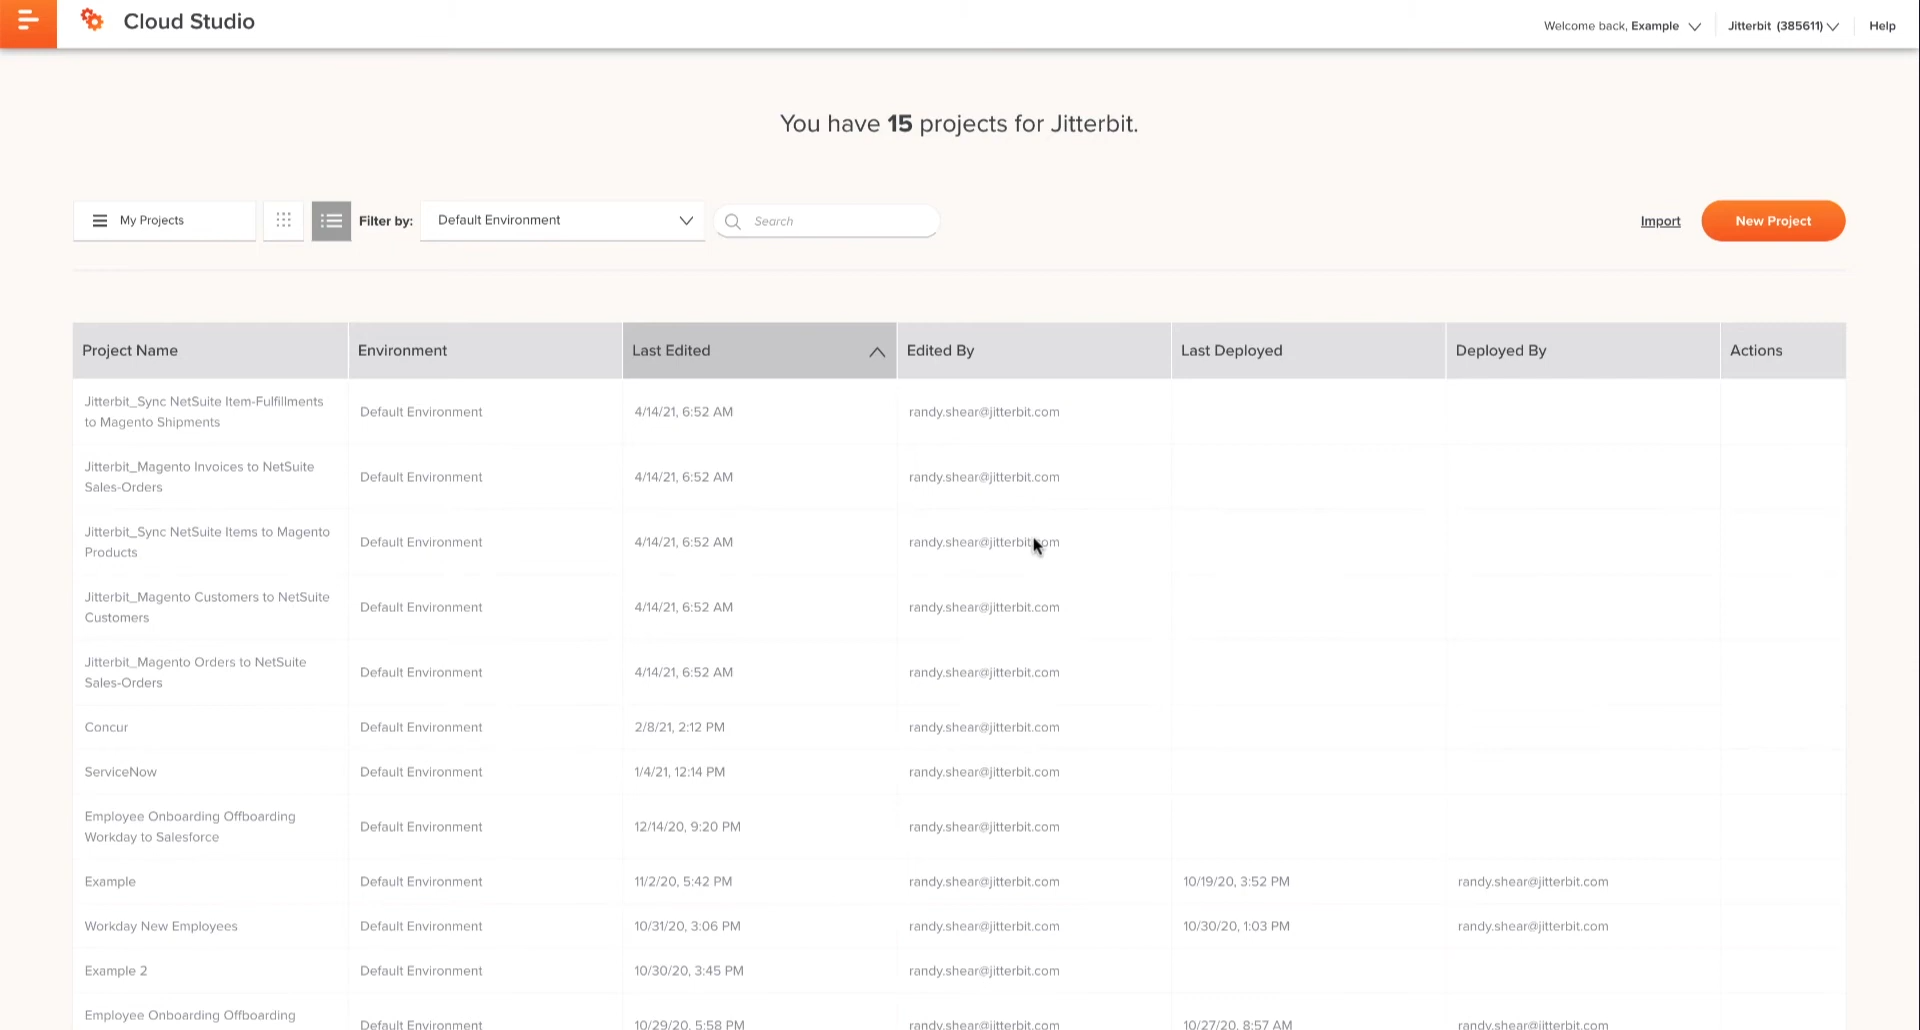 Cloud Studio
Welcome back, Example
Jitterbit (385611)
Help
You have 15 projects for Jitterbit.
My Projects
Filter by:
Default Environment
Search
Import
New Project
Project Name Environment Last Edited Edited By Last Deployed Deployed By Actions
Jitterbit_Sync NetSuite Item-Fulfillments
to Magento Shipments
Default Environment 4/14/21, 6:52 AM randy.shear@jitterbit.com
Jitterbit_Magento Invoices to NetSuite
Sales-Orders
Default Environment 4/14/21, 6:52 AM randy.shear@jitterbit.com
Jitterbit_Sync NetSuite Items to Magento
Products
Default Environment 4/14/21, 6:52 AM randy.shear@jitterbit.com
Jitterbit_Magento Customers to NetSuite
Customers
Default Environment 4/14/21, 6:52 AM randy.shear@jitterbit.com
Jitterbit_Magento Orders to NetSuite
Sales-Orders
Default Environment 4/14/21, 6:52 AM randy.shear@jitterbit.com
Concur Default Environment 2/8/21, 2:12 PM randy.shear@jitterbit.com
ServiceNow Default Environment 1/4/21, 12:14 PM randy.shear@jitterbit.com
Employee Onboarding Offboarding
Workday to Salesforce
Default Environment 12/14/20, 9:20 PM randy.shear@jitterbit.com
Example Default Environment 11/2/20, 5:42 PM randy.shear@jitterbit.com 10/19/20, 3:52 PM randy.shear@jitterbit.com
Workday New Employees Default Environment 10/31/20, 3:06 PM randy.shear@jitterbit.com 10/30/20, 1:03 PM randy.shear@jitterbit.com
Example 2 Default Environment 10/30/20, 3:45 PM randy.shear@jitterbit.com
Employee Onboarding Offboarding
Default Environment 10/29/20, 5:58 PM randy.shear@jitterbit.com 10/27/20, 8:57 AM randy.shear@jitterbit.com